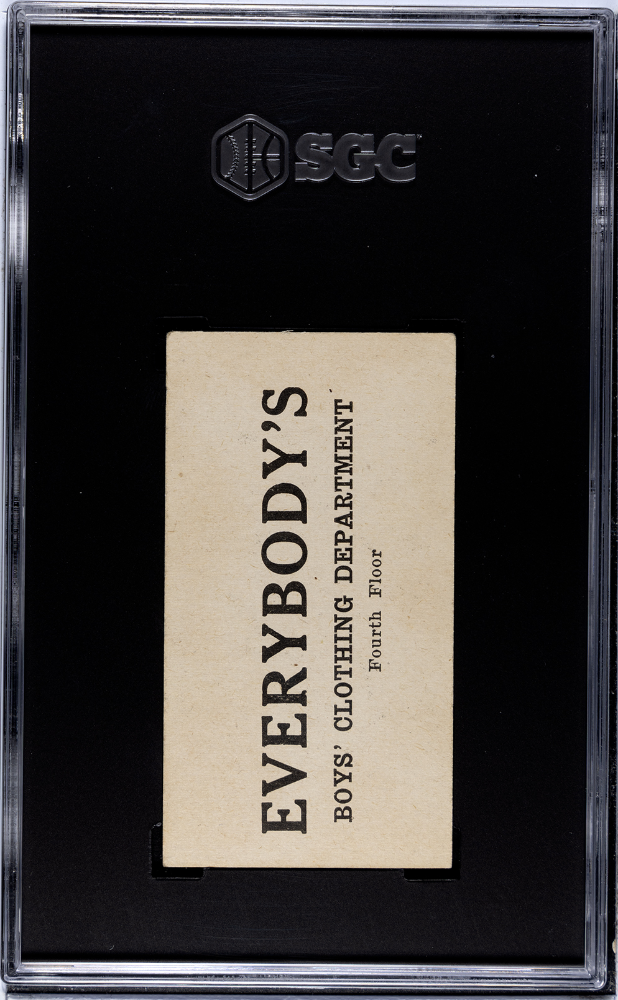 SGC
EVERYBODY'S
BOYS' CLOTHING DEPARTMENT
Fourth Floor